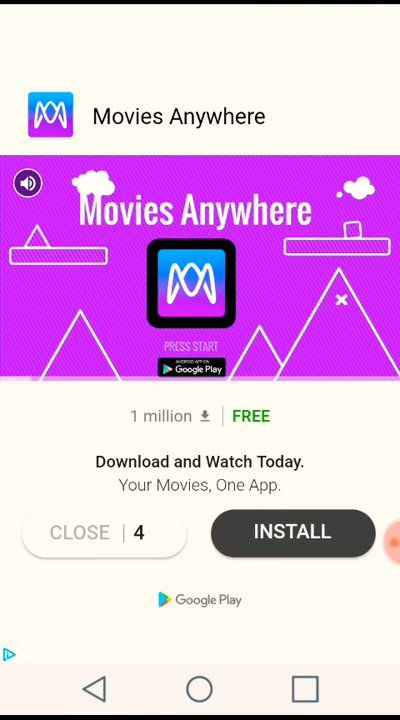 Movies Anywhere
Movies Anywhere
PRESS START
ANDROID APP ON
Google Play
1 million | FREE
Download and Watch Today.
Your Movies, One App.
CLOSE | 4
INSTALL
Google Play